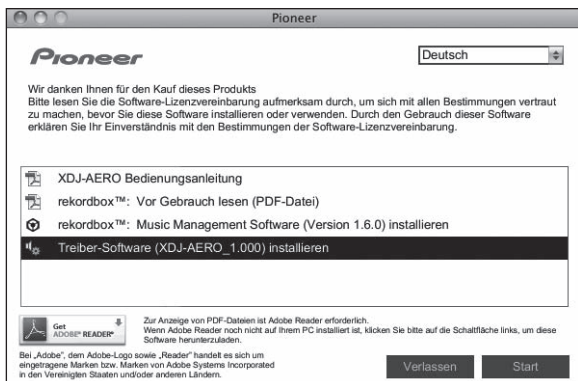 Pioneer
Pioneer
Deutsch
Wir danken Ihnen für den Kauf dieses Produkts
Bitte lesen Sie die Software-Lizenzvereinbarung aufmerksam durch, um sich mit allen Bestimmungen vertraut
zu machen, bevor Sie diese Software installieren oder verwenden. Durch den Gebrauch dieser Software
erklären Sie Ihr Einverständnis mit den Bestimmungen der Software-Lizenzvereinbarung.
XDJ-AERO Bedienungsanleitung
rekordbox™: Vor Gebrauch lesen (PDF-Datei)
rekordbox™: Music Management Software (Version 1.6.0) installieren
Treiber-Software (XDJ-AERO_1.000) installieren
Get
ADOBE® READER®
Zur Anzeige von PDF-Dateien ist Adobe Reader erforderlich.
Wenn Adobe Reader noch nicht auf Ihrem PC installiert ist, klicken Sie bitte auf die Schaltfläche links, um diese
Software herunterzuladen.
Bei „Adobe", dem Adobe-Logo sowie „Reader" handelt es sich um
eingetragene Marken bzw. Marken von Adobe Systems Incorporated
in den Vereinigten Staaten und/oder anderen Ländern.
Verlassen
Start